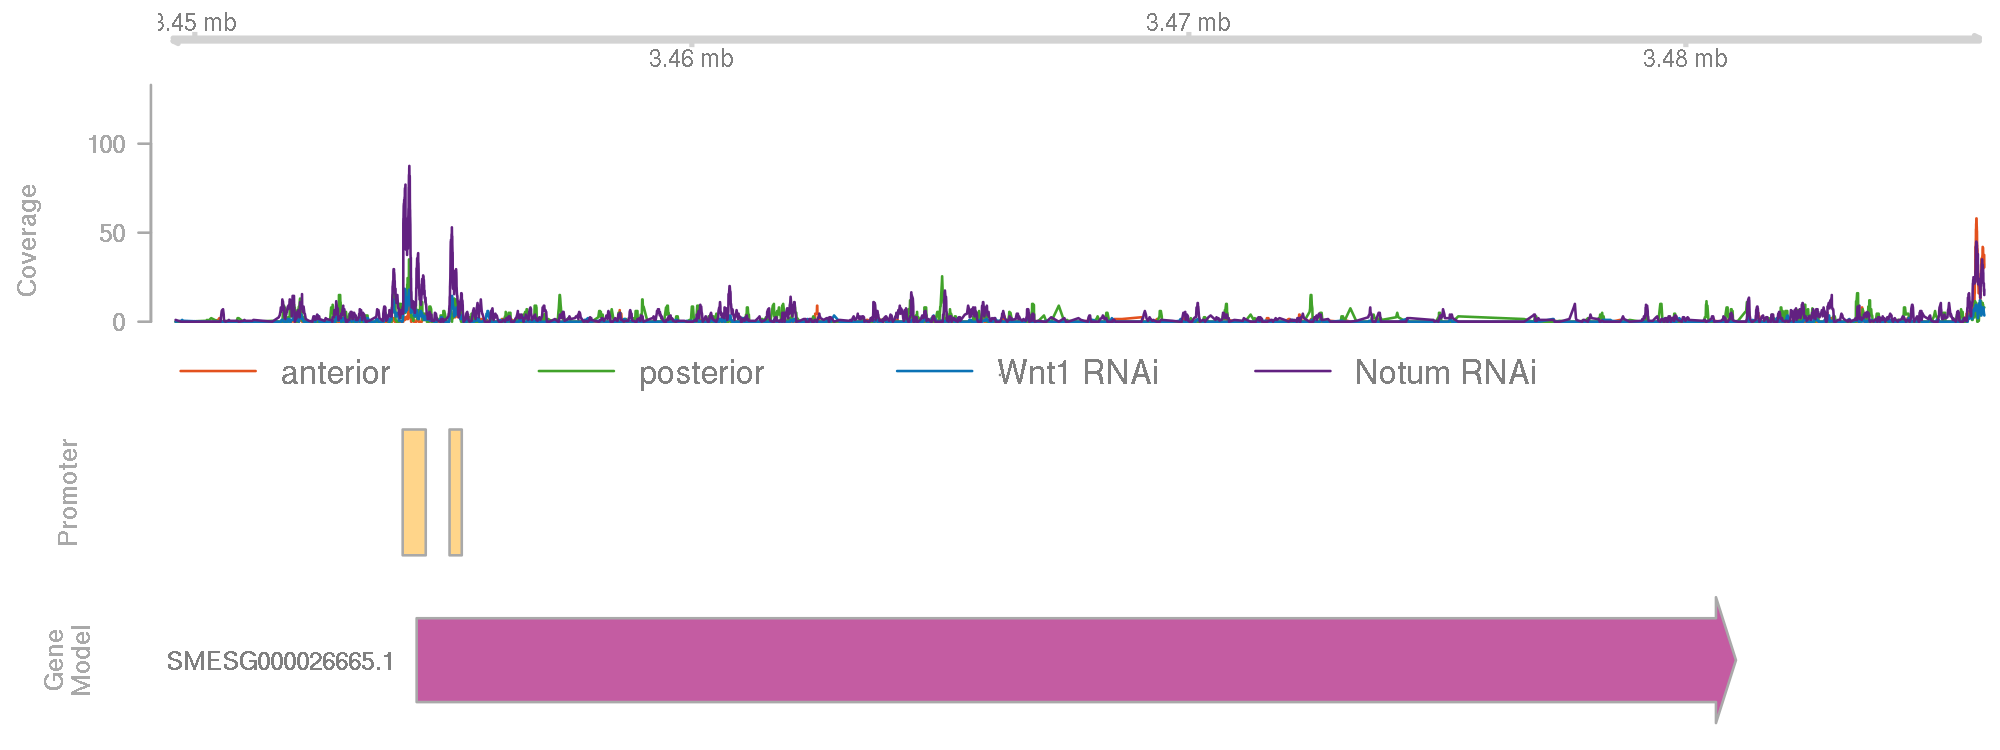 3.45 mb
3.47 mb
3.46 mb
3.48 mb
Coverage
100
50
0
anterior
posterior
Wnt1 RNAi
Notum RNAi
Promoter
Gene
Model
SMESG000026665.1